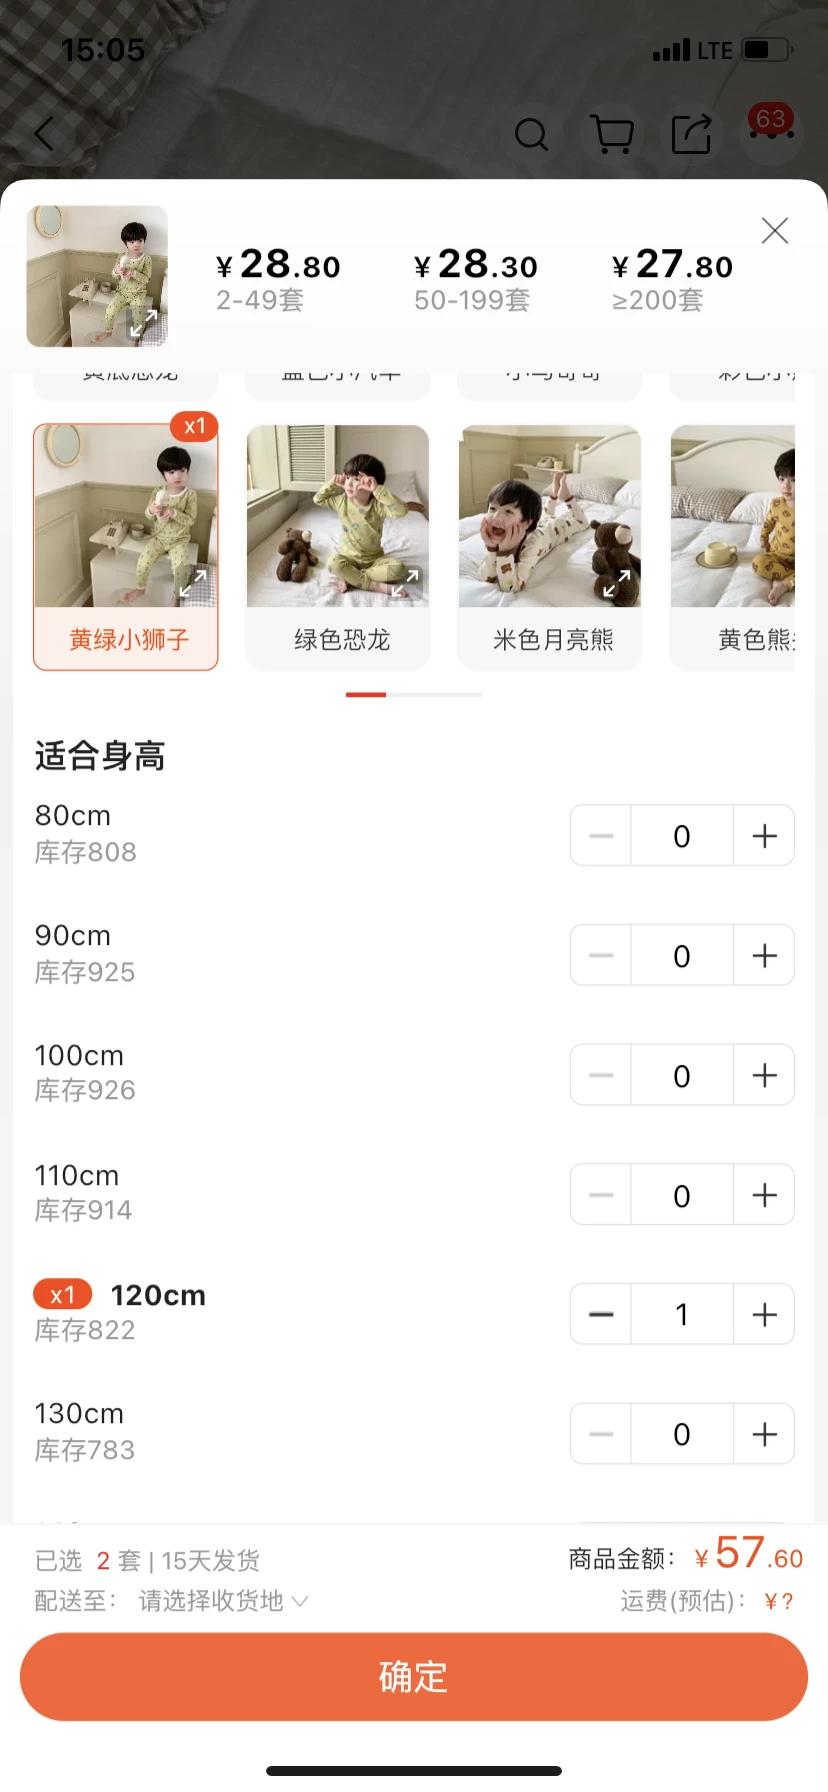 15:05
LTE
63
¥28.80
¥28.30
¥27.80
2-49套
50-199套
≥200套
x1
黄绿小狮子
绿色恐龙
米色月亮熊
黄色熊
适合身高
80cm
库存808
0
90cm
库存925
0
100cm
库存926
0
110cm
库存914
0
x1 120cm
库存822
1
130cm
库存783
0
已选 2 套 | 15天发货
商品金额: ¥57.60
配送至: 请选择收货地
运费(预估): ¥?
确定